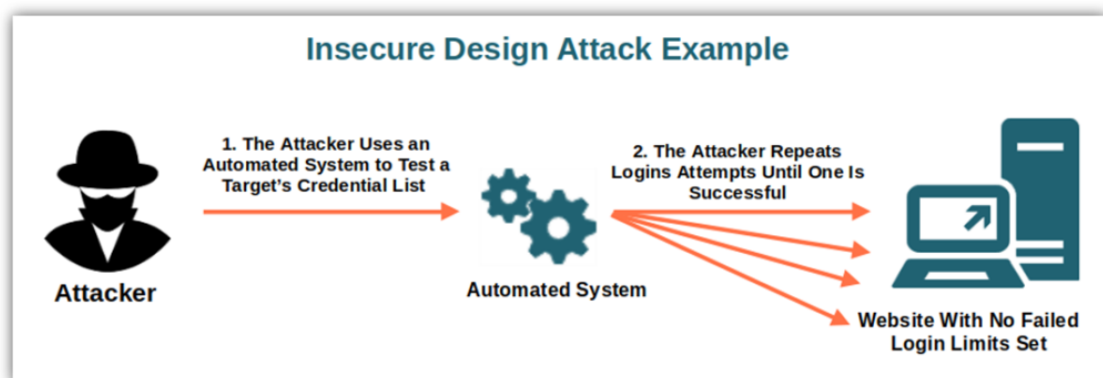 Insecure Design Attack Example
1. The Attacker Uses an
Automated System to Test a
Target's Credential List
2. The Attacker Repeats
Logins Attempts Until One Is
Successful
Attacker
Automated System
Website With No Failed
Login Limits Set